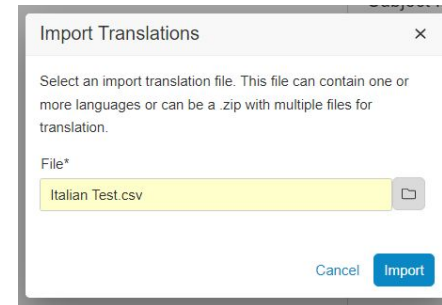 Import Translations
Select an import translation file. This file can contain one or
more languages or can be a .zip with multiple files for
translation.
File*
Italian Test.csv
Cancel Import